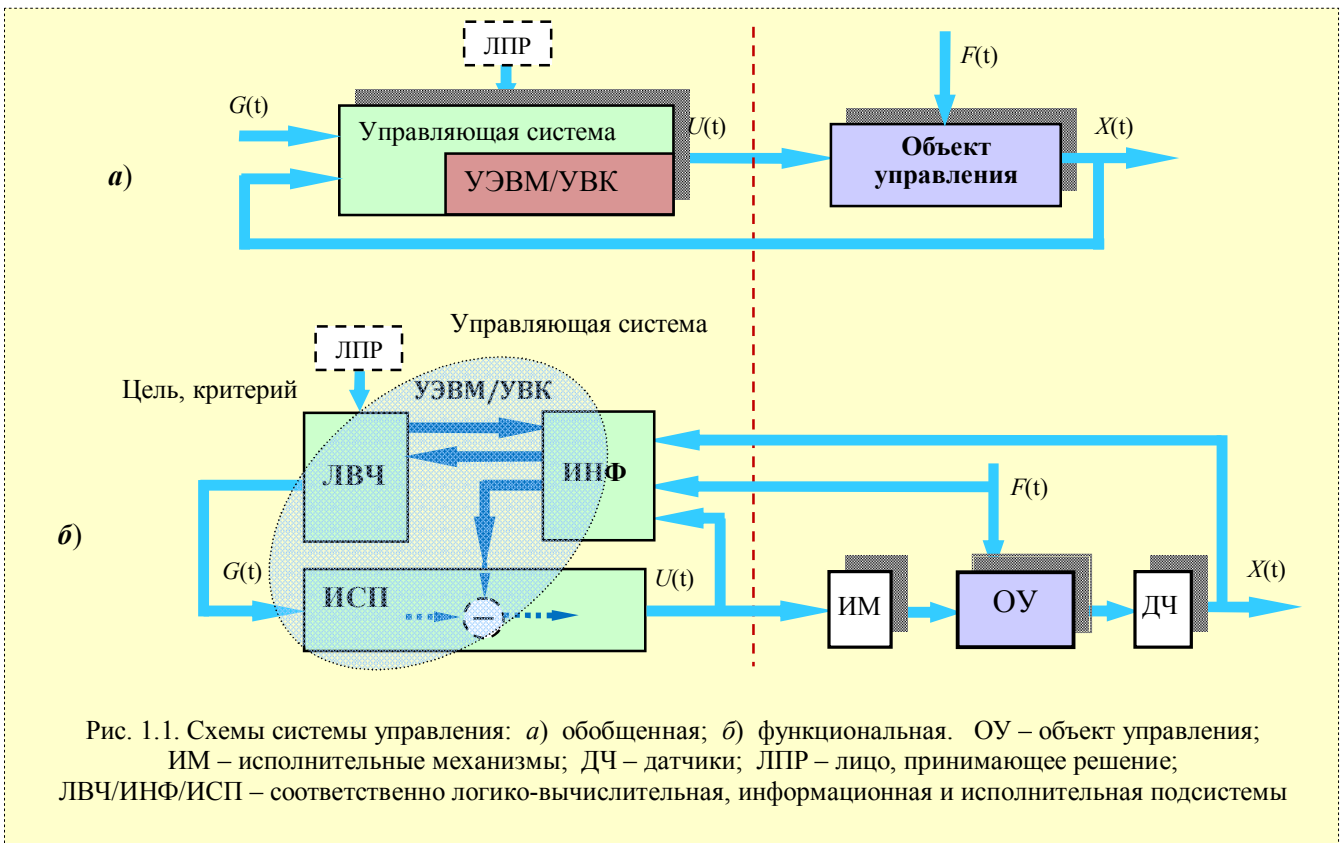 ЛПР
F(t)
G(t)
Управляющая система
U(t)
Объект
управления
X(t)
а)
УЭВМ/УВК
Управляющая система
ЛПР
Цель, критерий
УЭВМ/УВК
ЛВЧ
ИНФ
F(t)
б)
G(t)
ИСП
U(t)
ИМ
ОУ
ДЧ
X(t)
Рис. 1.1. Схемы системы управления: а) обобщенная; б) функциональная. ОУ – объект управления;
ИМ – исполнительные механизмы; ДЧ – датчики; ЛПР – лицо, принимающее решение;
ЛВЧ/ИНФ/ИСП – соответственно логико-вычислительная, информационная и исполнительная подсистемы